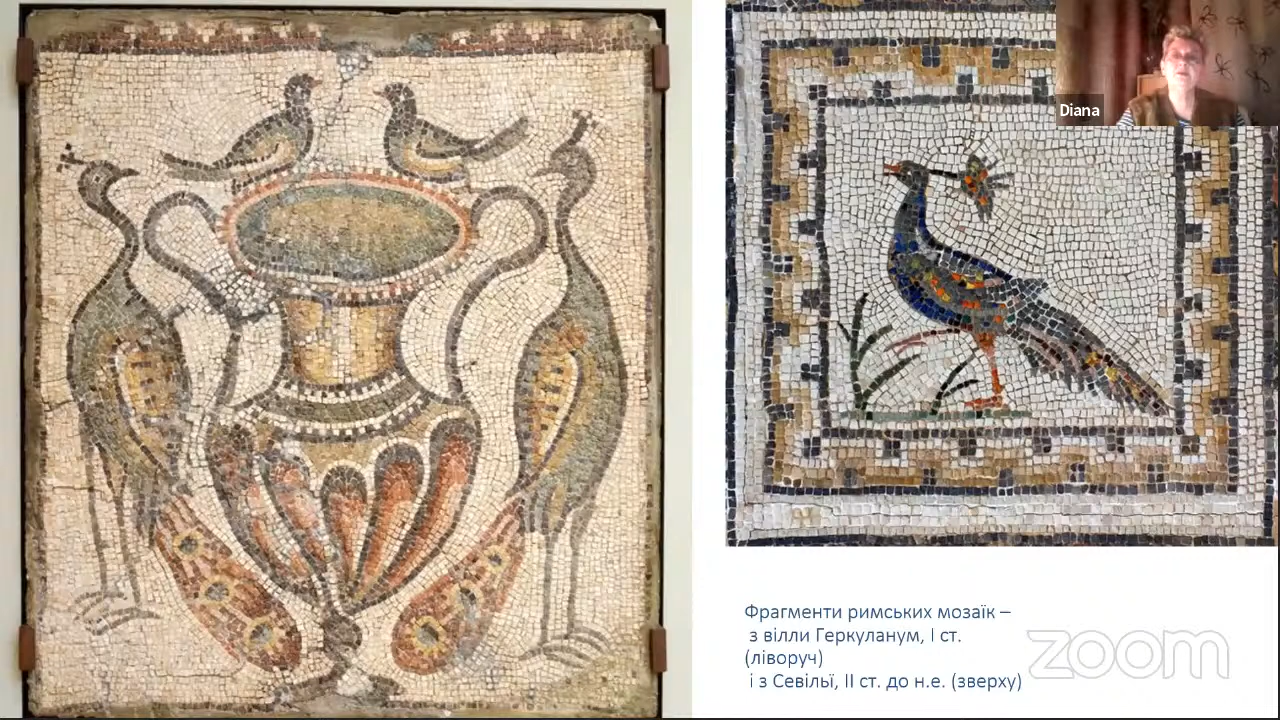 Diana
Фрагменти римських мозаїк –
з вілли Геркуланум, І ст.
(ліворуч)
і з Севільї, ІІ ст. до н.е. (зверху)
zoom